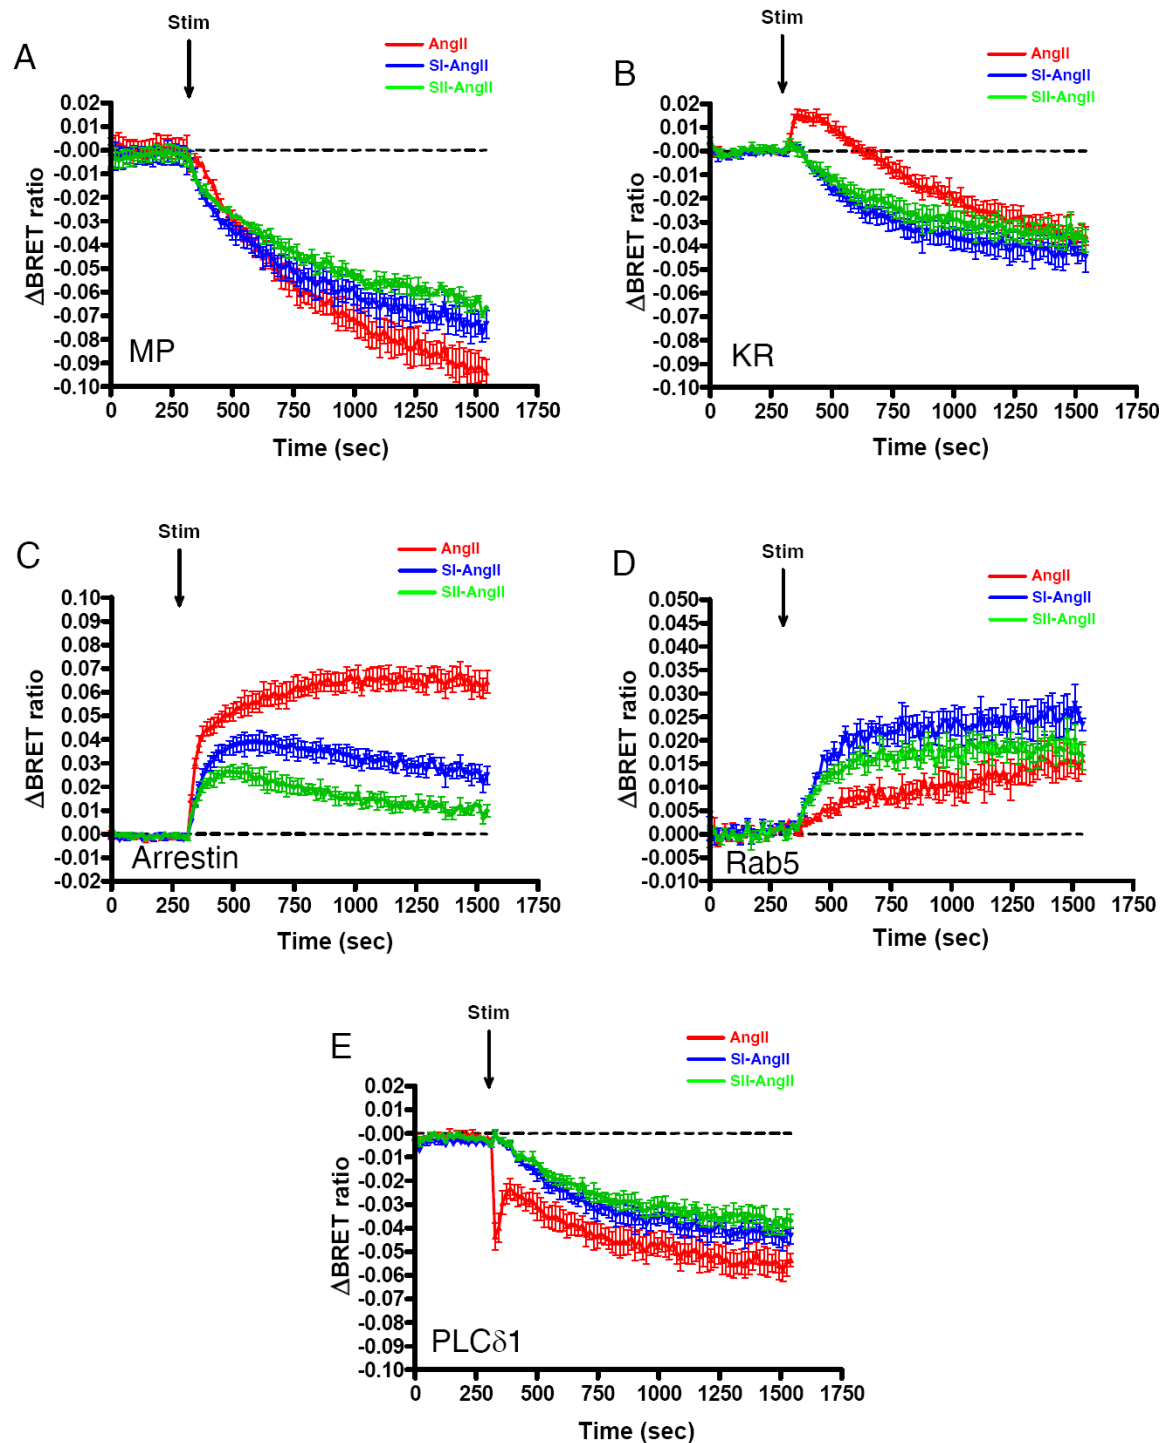 Stim
A
AngII
SI-AngII
SII-AngII
0.02
0.01
-0.00
-0.01
-0.02
-0.03
-0.04
-0.05
-0.06
-0.07
-0.08
-0.09
-0.10
ΔBRET ratio
MP
0 250 500 750 1000 1250 1500 1750
Time (sec)
Stim
B
AngII
SI-AngII
SII-AngII
0.02
0.01
-0.00
-0.01
-0.02
-0.03
-0.04
-0.05
-0.06
-0.07
-0.08
-0.09
-0.10
ΔBRET ratio
KR
0 250 500 750 1000 1250 1500 1750
Time (sec)
Stim
C
AngII
SI-AngII
SII-AngII
0.10
0.09
0.08
0.07
0.06
0.05
0.04
0.03
0.02
0.01
0.00
-0.01
-0.02
ΔBRET ratio
Arrestin
0 250 500 750 1000 1250 1500 1750
Time (sec)
Stim
D
AngII
SI-AngII
SII-AngII
0.050
0.045
0.040
0.035
0.030
0.025
0.020
0.015
0.010
0.005
0.000
-0.005
-0.010
ΔBRET ratio
Rab5
0 250 500 750 1000 1250 1500 1750
Time (sec)
Stim
E
AngII
SI-AngII
SII-AngII
0.02
0.01
-0.00
-0.01
-0.02
-0.03
-0.04
-0.05
-0.06
-0.07
-0.08
-0.09
-0.10
ΔBRET ratio
PLCδ1
0 250 500 750 1000 1250 1500 1750
Time (sec)